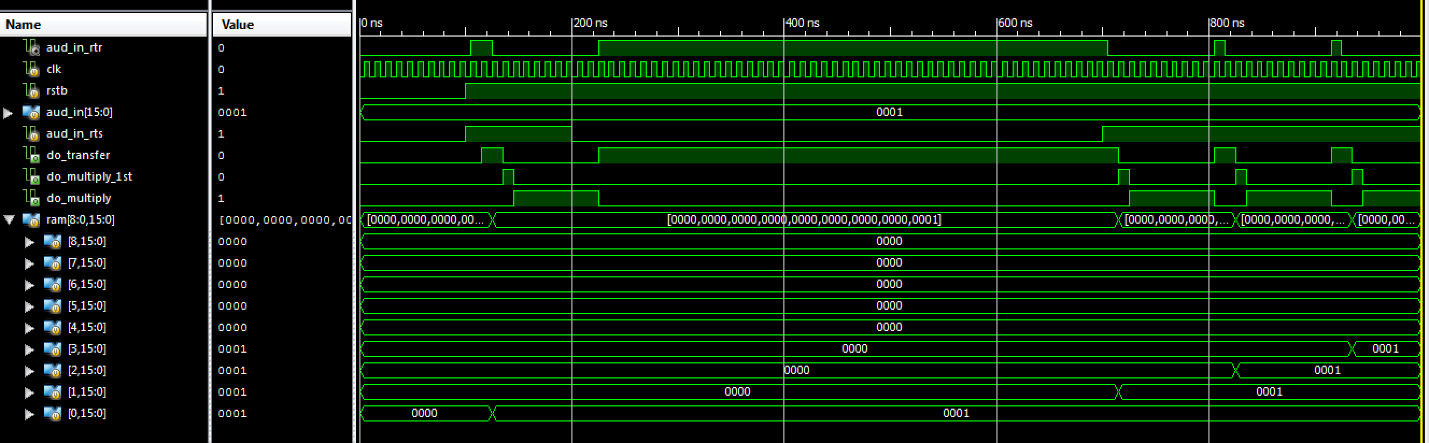 Name Value 0 ns 200 ns 400 ns 600 ns 800 ns
aud_in_rtr 0
clk 0
rstb 1
aud_in[15:0] 0001 0001
aud_in_rts 1
do_transfer 0
do_multiply_1st 0
do_multiply 1
ram[8:0,15:0] [0000,0000,0000,00 [0000,0000,0000,00... [0000,0000,0000,0000,0000,0000,0000,0000,0001] [0000,0000,0000,... [0000,0000,0000,... [0000,00...
[8,15:0] 0000 0000
[7,15:0] 0000 0000
[6,15:0] 0000 0000
[5,15:0] 0000 0000
[4,15:0] 0000 0000
[3,15:0] 0001 0000 0001
[2,15:0] 0001 0000 0001
[1,15:0] 0001 0000 0001
[0,15:0] 0001 0000 0001